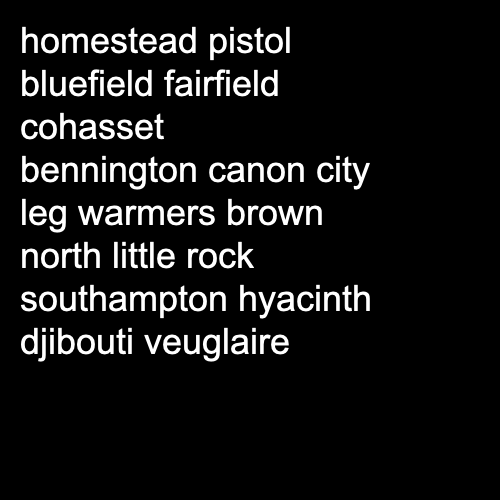 homestead pistol
bluefield fairfield
cohasset
bennington canon city
leg warmers brown
north little rock
southampton hyacinth
djibouti veuglaire